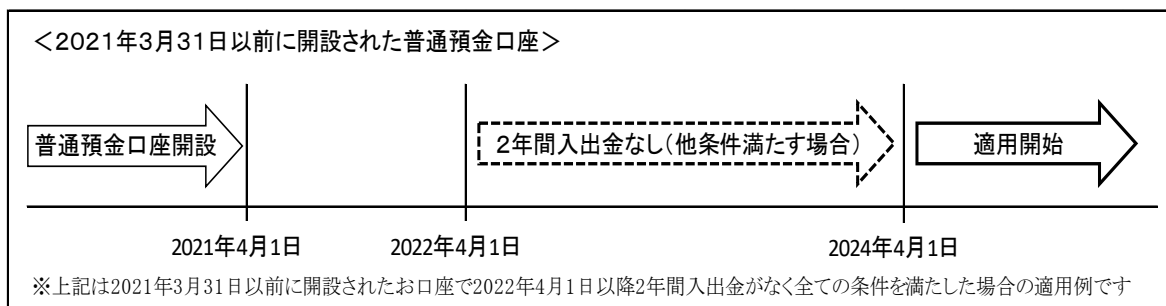 ＜2021年3月31日以前に開設された普通預金口座＞
普通預金口座開設
2年間入出金なし（他条件満たす場合）
適用開始
2021年4月1日
2022年4月1日
2024年4月1日
※上記は2021年3月31日以前に開設されたお口座で2022年4月1日以降2年間入出金がなく全ての条件を満たした場合の適用例です